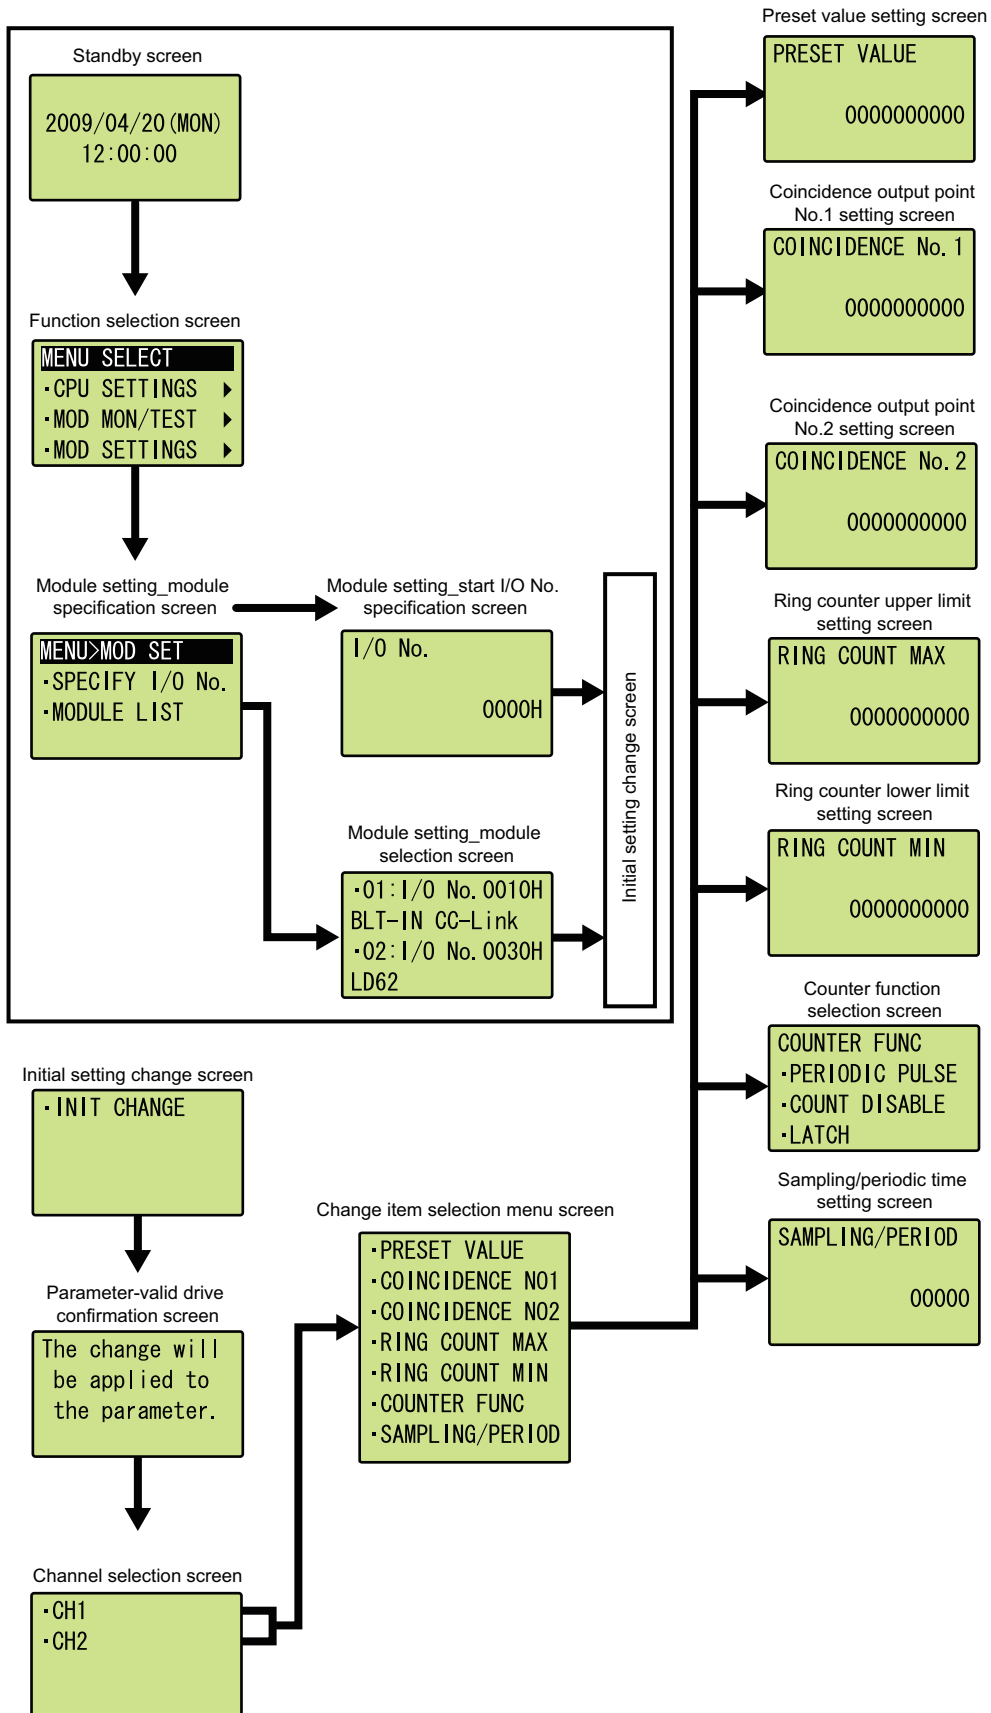 Standby screen
2009/04/20(MON)
12:00:00
Function selection screen
MENU SELECT
·CPU SETTINGS
·MOD MON/TEST
·MOD SETTINGS
Module setting_module
specification screen
MENU>MOD SET
·SPECIFY I/O No.
·MODULE LIST
Module setting_start I/O No.
specification screen
I/O No.
0000H
Module setting_module
selection screen
·01:I/O No.0010H
BLT-IN CC-Link
·02:I/O No.0030H
LD62
Initial setting change screen
Initial setting change screen
·INIT CHANGE
Parameter-valid drive
confirmation screen
The change will
be applied to
the parameter.
Channel selection screen
·CH1
·CH2
Change item selection menu screen
·PRESET VALUE
·COINCIDENCE NO1
·COINCIDENCE NO2
·RING COUNT MAX
·RING COUNT MIN
·COUNTER FUNC
·SAMPLING/PERIOD
Preset value setting screen
PRESET VALUE
0000000000
Coincidence output point
No.1 setting screen
COINCIDENCE No.1
0000000000
Coincidence output point
No.2 setting screen
COINCIDENCE No.2
0000000000
Ring counter upper limit
setting screen
RING COUNT MAX
0000000000
Ring counter lower limit
setting screen
RING COUNT MIN
0000000000
Counter function
selection screen
COUNTER FUNC
·PERIODIC PULSE
·COUNT DISABLE
·LATCH
Sampling/periodic time
setting screen
SAMPLING/PERIOD
00000